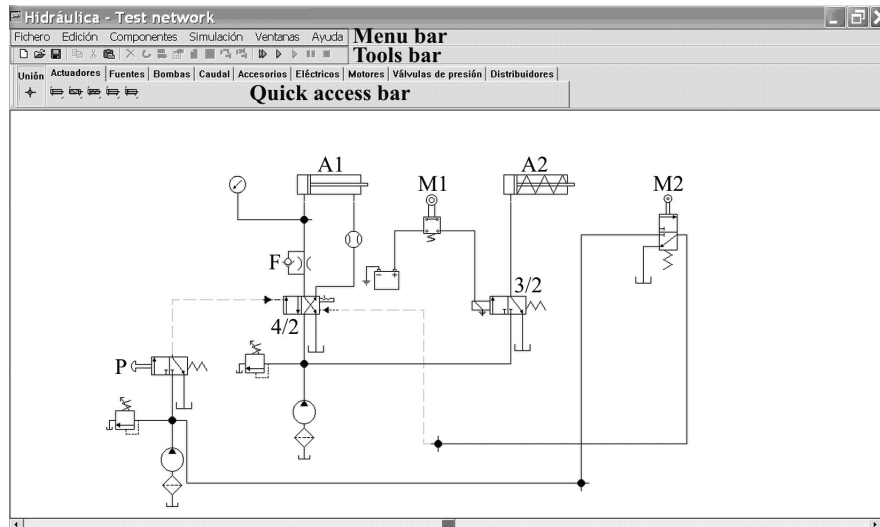 Hidráulica - Test network
Fichero Edición Componentes Simulación Ventanas Ayuda Menu bar
Tools bar
Unión Actuadores Fuentes Bombas Caudal Accesorios Eléctricos Motores Válvulas de presión Distribuidores
Quick access bar
A1 A2
M1 M2
F
3/2
4/2
P